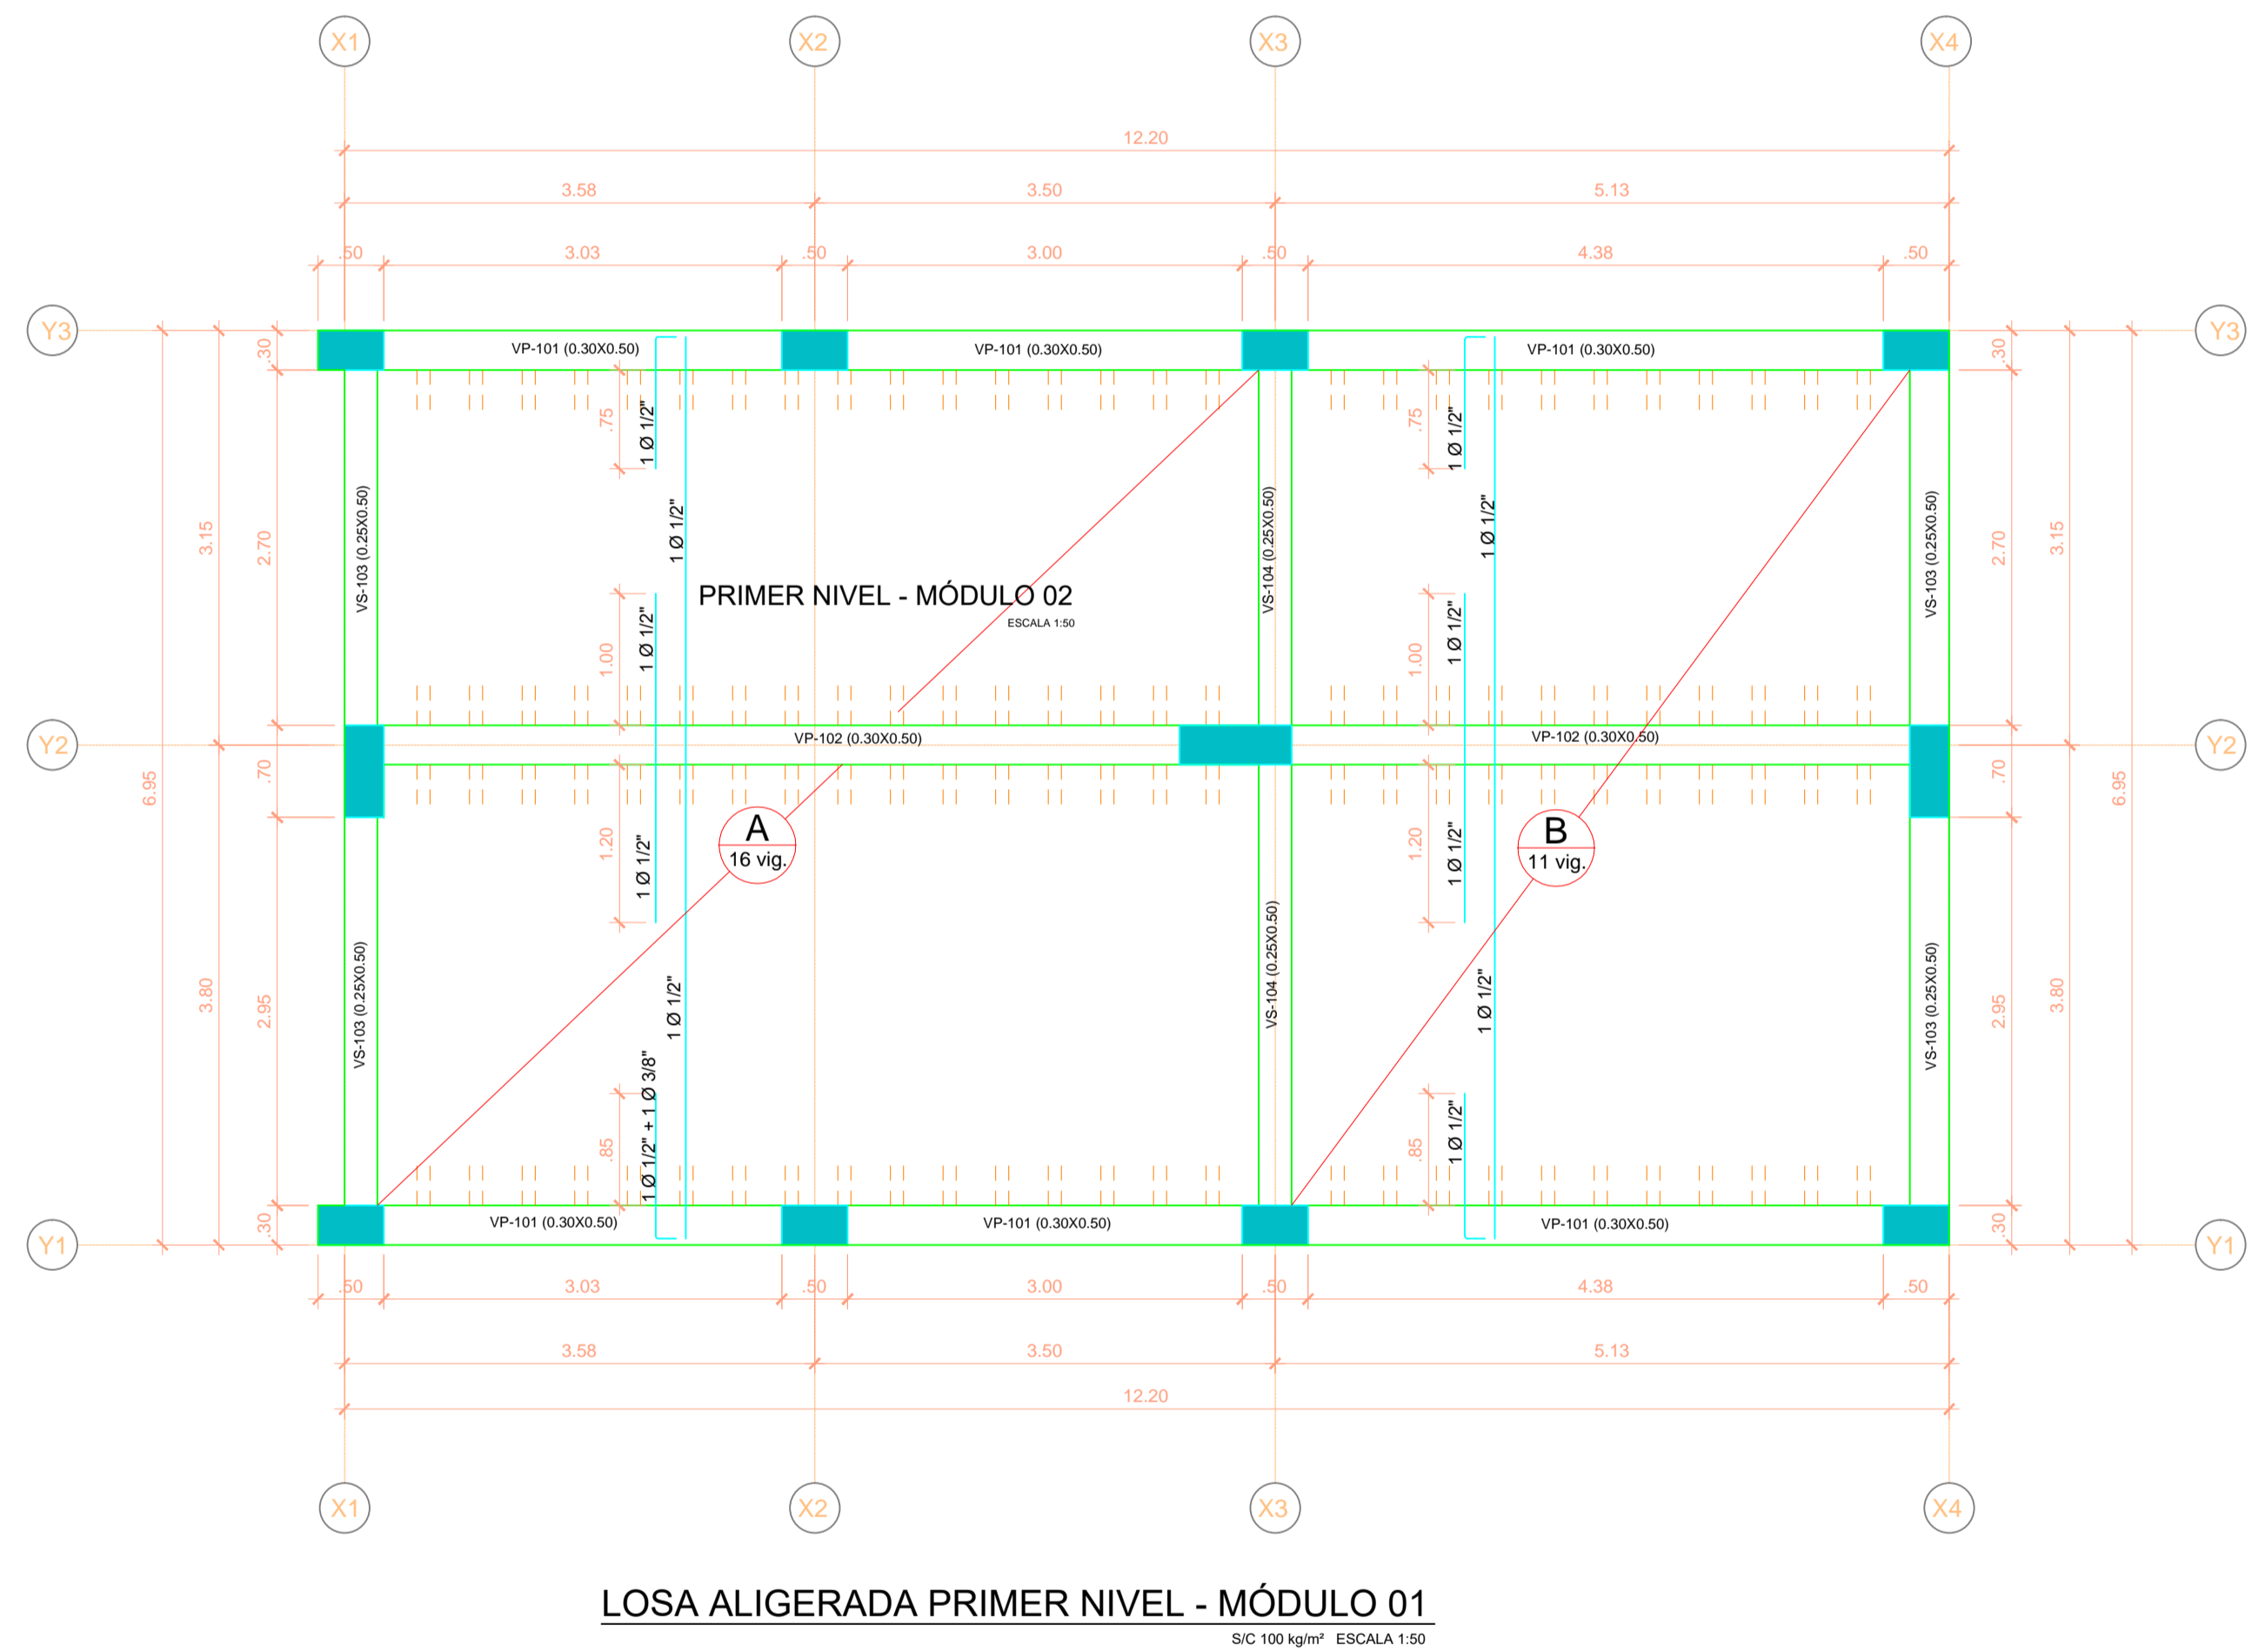 X1 X2 X3 X4
12.20
3.58 3.50 5.13
.50 3.03 .50 3.00 .50 4.38 .50
Y3 Y3
.30 VP-101 (0.30X0.50) VP-101 (0.30X0.50) VP-101 (0.30X0.50) .30
.75 1 Ø 1/2" .75 1 Ø 1/2"
3.15 2.70 VS-103 (0.25X0.50) 1 Ø 1/2" VS-104 (0.25X0.50) 1 Ø 1/2" VS-103 (0.25X0.50) 2.70 3.15
PRIMER NIVEL - MÓDULO 02
ESCALA 1:50
1.00 1 Ø 1/2" 1.00 1 Ø 1/2"
Y2 VP-102 (0.30X0.50) VP-102 (0.30X0.50) Y2
6.95 .70 .70 6.95
1.20 1 Ø 1/2" A 1.20 1 Ø 1/2" B
16 vig. 11 vig.
3.80 2.95 VS-103 (0.25X0.50) 1 Ø 1/2" VS-104 (0.25X0.50) 1 Ø 1/2" VS-103 (0.25X0.50) 2.95 3.80
.85 1 Ø 1/2" + 1 Ø 3/8" .85 1 Ø 1/2"
.30 VP-101 (0.30X0.50) VP-101 (0.30X0.50) VP-101 (0.30X0.50) .30
Y1 Y1
.50 3.03 .50 3.00 .50 4.38 .50
3.58 3.50 5.13
12.20
X1 X2 X3 X4
LOSA ALIGERADA PRIMER NIVEL - MÓDULO 01
S/C 100 kg/m² ESCALA 1:50